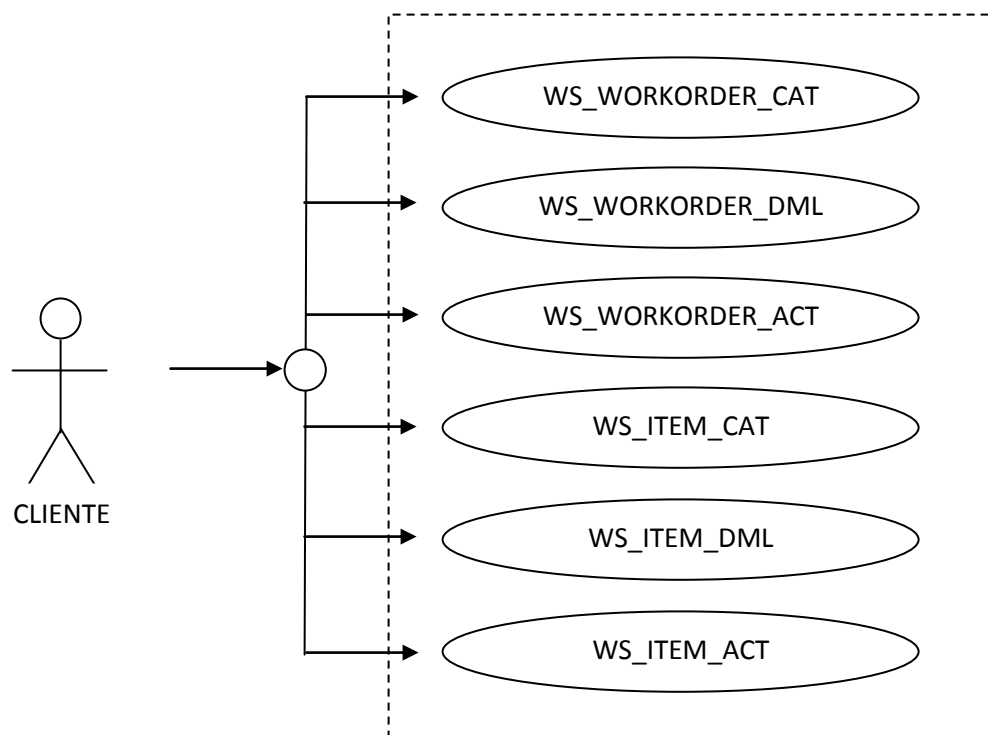 WS_WORKORDER_CAT
WS_WORKORDER_DML
WS_WORKORDER_ACT
WS_ITEM_CAT
CLIENTE
WS_ITEM_DML
WS_ITEM_ACT